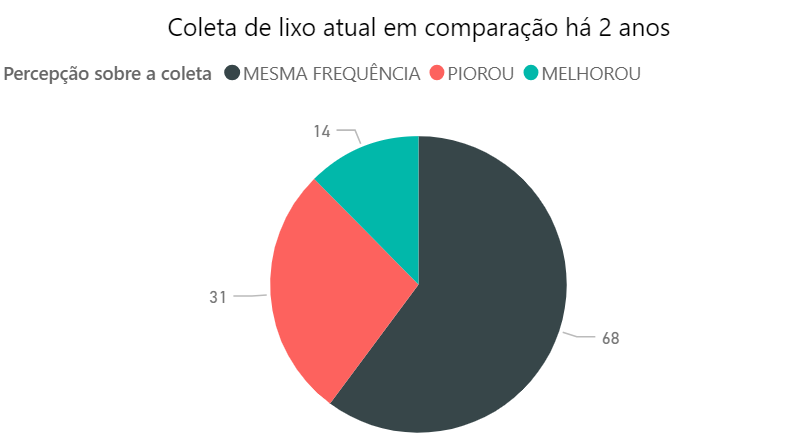 Coleta de lixo atual em comparação há 2 anos
Percepção sobre a coleta MESMA FREQUÊNCIA PIOROU MELHOROU
14
31
68